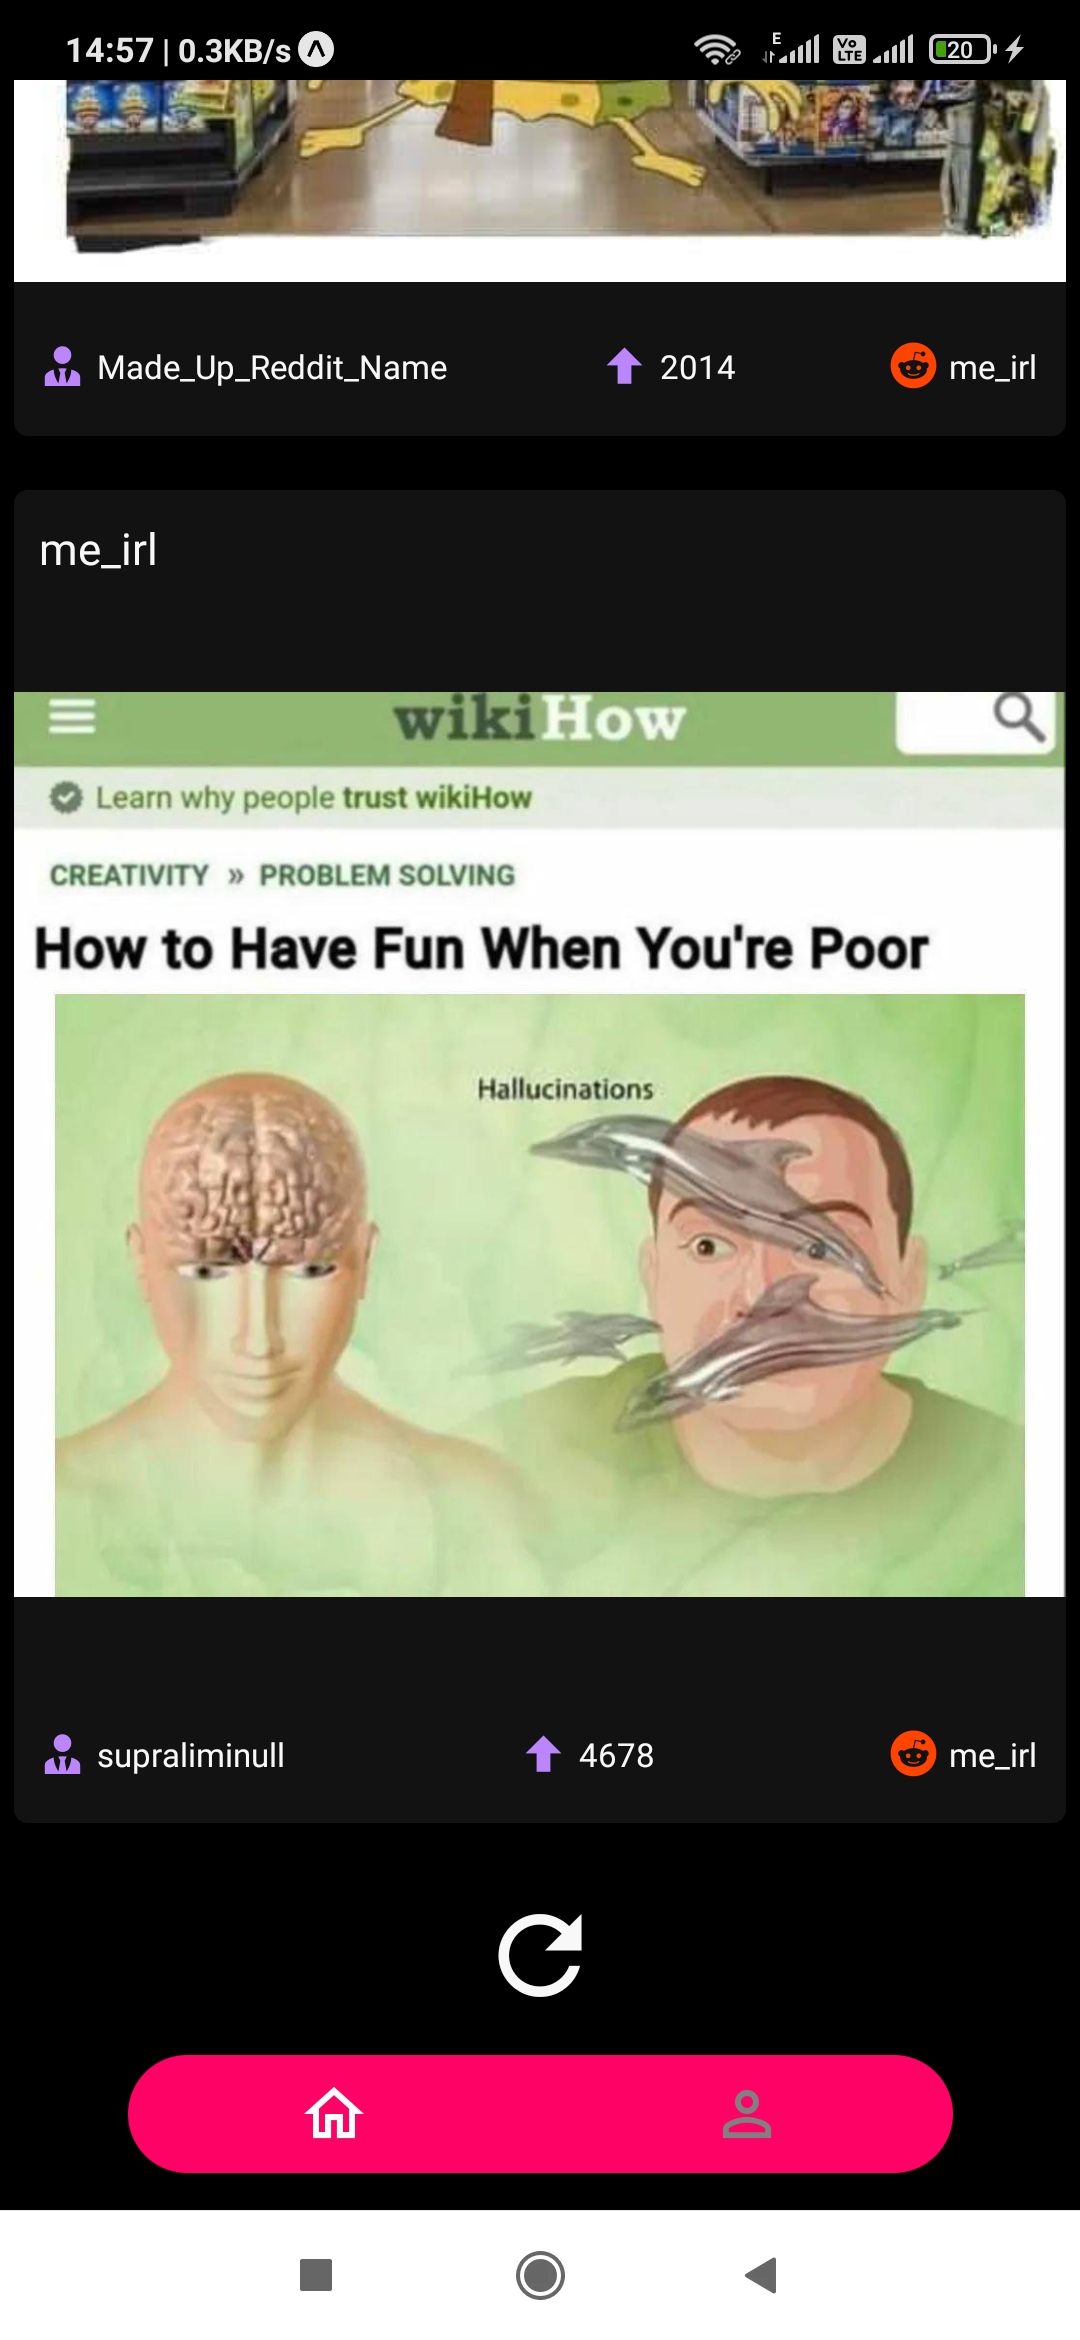 14:57 | 0.3KB/s
E
Vo LTE
20
Made_Up_Reddit_Name
2014
me_irl
me_irl
wikiHow
Learn why people trust wikiHow
CREATIVITY » PROBLEM SOLVING
How to Have Fun When You're Poor
Hallucinations
supraliminull
4678
me_irl